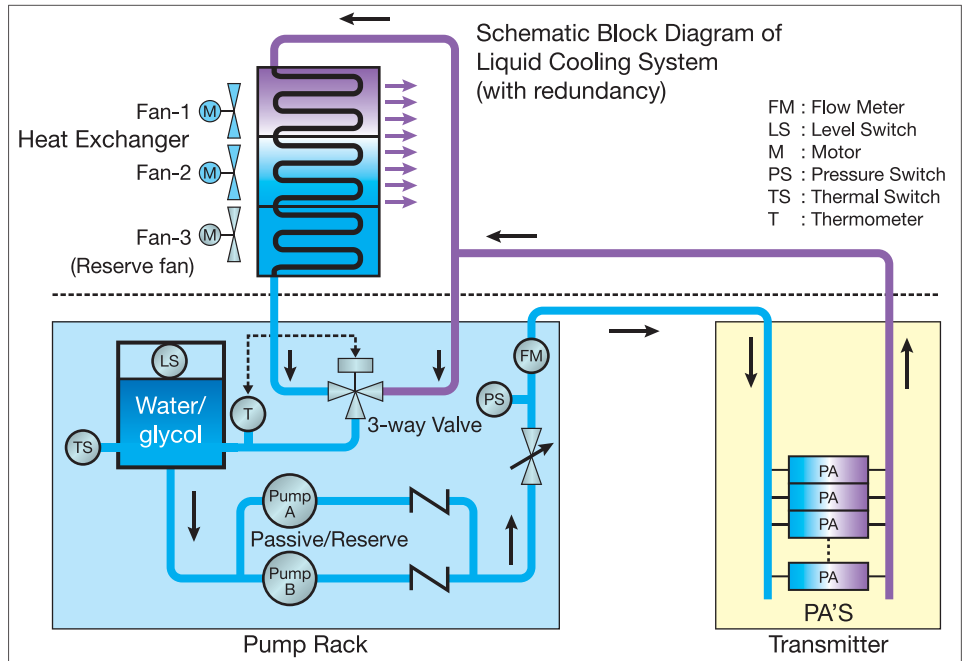 Schematic Block Diagram of
Liquid Cooling System
(with redundancy)
FM : Flow Meter
LS : Level Switch
M : Motor
PS : Pressure Switch
TS : Thermal Switch
T : Thermometer
Fan-1
M
Heat Exchanger
Fan-2
M
Fan-3
M
(Reserve fan)
LS
Water/
glycol
TS
T
3-way Valve
FM
PS
Pump
A
Passive/Reserve
Pump
B
Pump Rack
PA
PA
PA
PA
PA'S
Transmitter